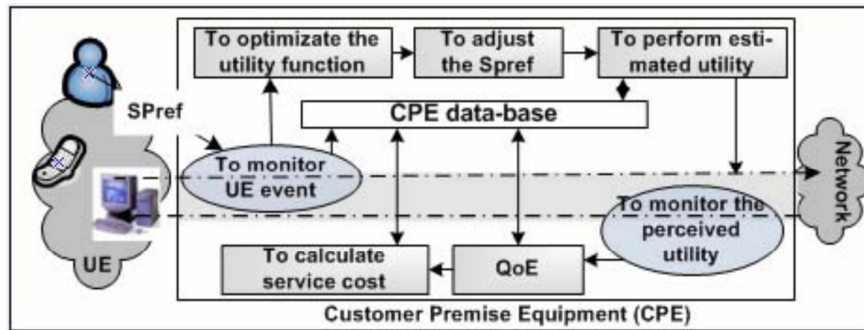 To optimizate the
utility function
To adjust
the Spref
To perform esti-
mated utility
SPref
CPE data-base
To monitor
UE event
Network
To monitor the
perceived
utility
To calculate
service cost
QoE
UE
Customer Premise Equipment (CPE)